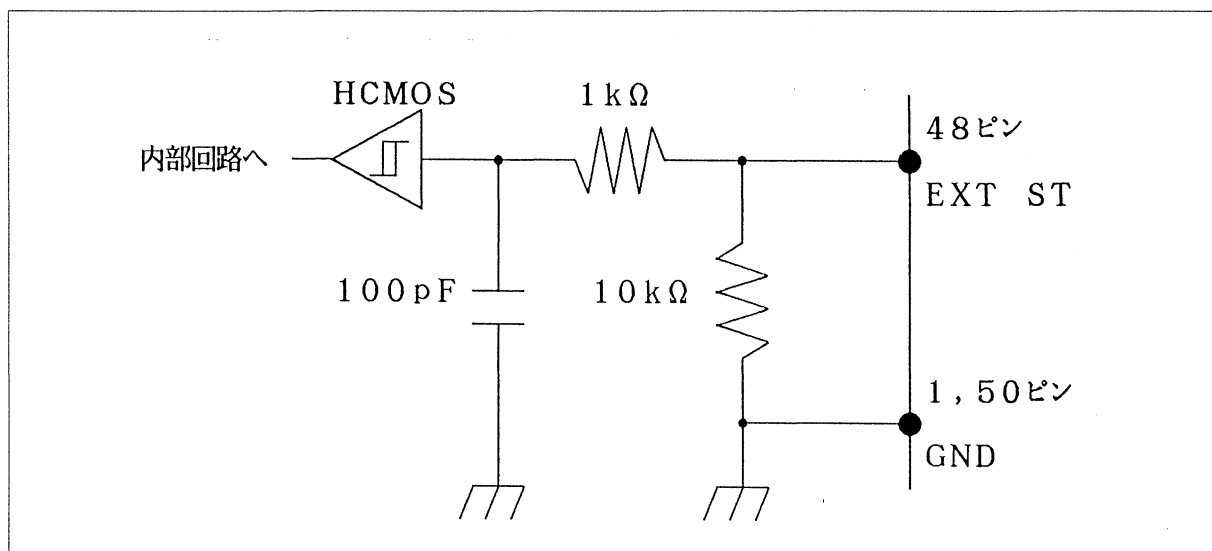 HCMOS
1kΩ
48ピン
内部回路へ
EXT ST
100pF
10kΩ
1,50ピン
GND